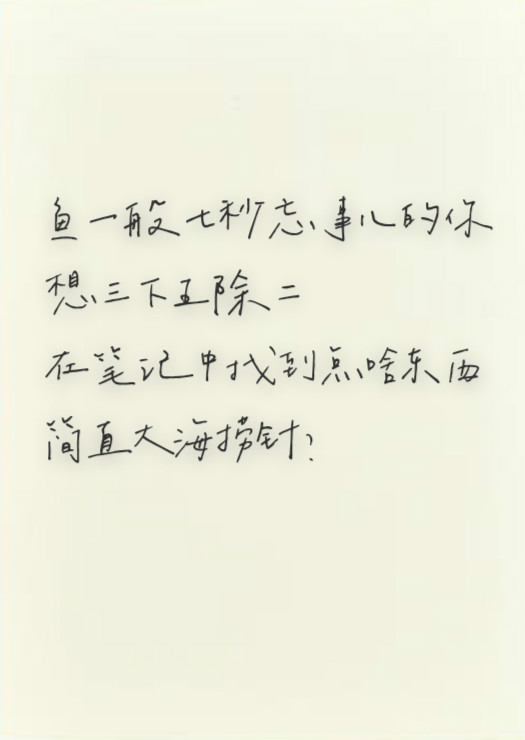 鱼一般七秒忘事儿的你
想三下五除二
在笔记中找到点啥东西
简直大海捞针?